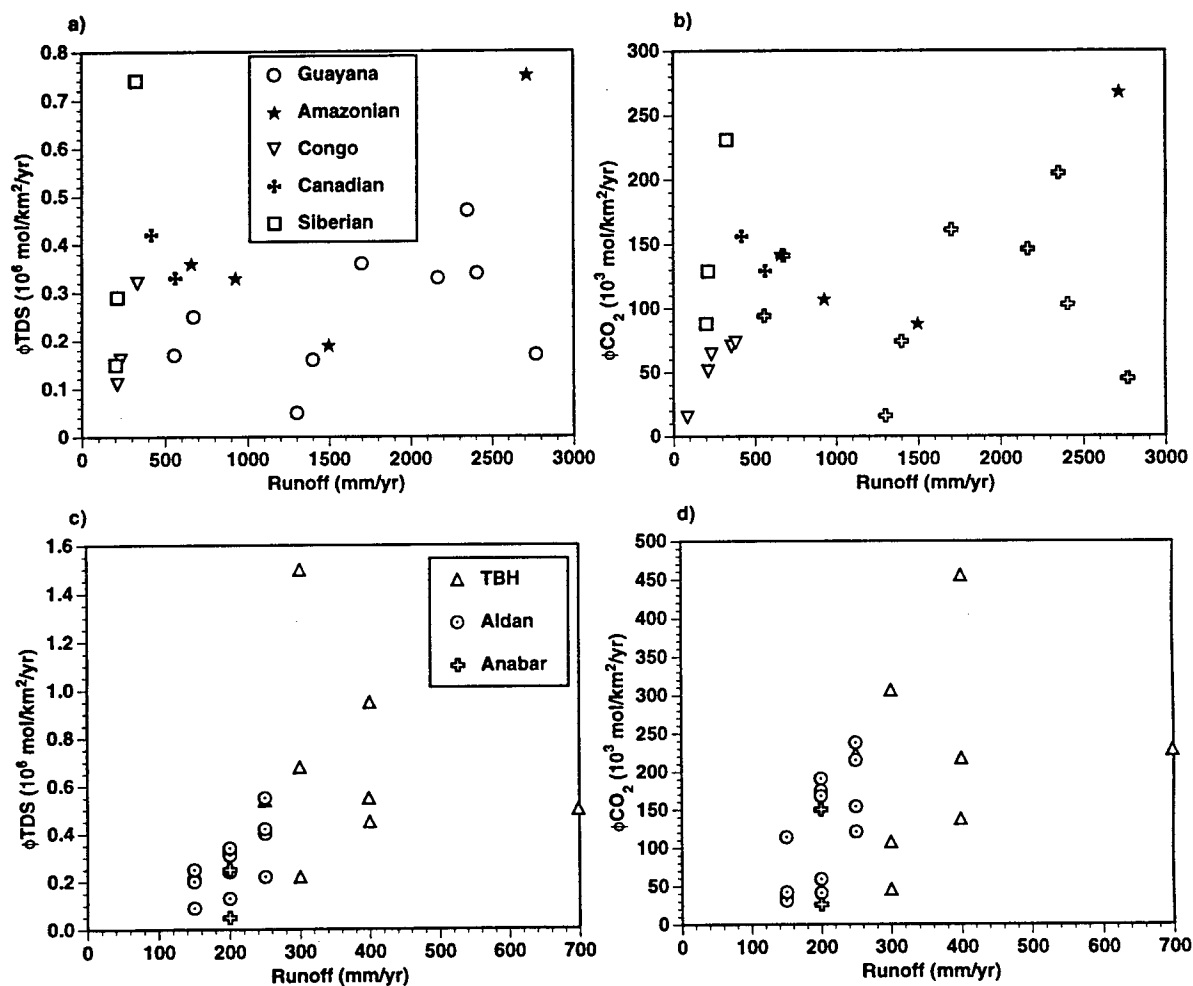 a)
0.8
0.7
0.6
0.5
0.4
0.3
0.2
0.1
0
ϕTDS (10⁶ mol/km²/yr)
Guayana
Amazonian
Congo
Canadian
Siberian
0 500 1000 1500 2000 2500 3000
Runoff (mm/yr)
b)
300
250
200
150
100
50
0
ϕCO₂ (10³ mol/km²/yr)
0 500 1000 1500 2000 2500 3000
Runoff (mm/yr)
c)
1.6
1.4
1.2
1.0
0.8
0.6
0.4
0.2
0.0
ϕTDS (10⁶ mol/km²/yr)
TBH
Aldan
Anabar
0 100 200 300 400 500 600 700
Runoff (mm/yr)
d)
500
450
400
350
300
250
200
150
100
50
0
ϕCO₂ (10³ mol/km²/yr)
0 100 200 300 400 500 600 700
Runoff (mm/yr)